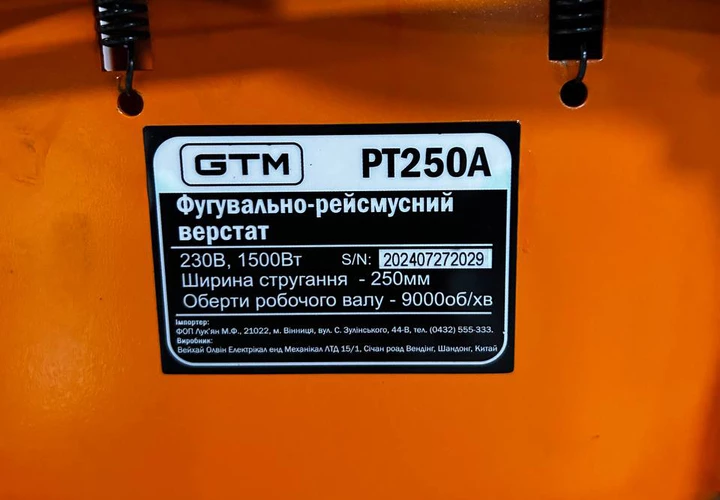 GTM PT250A
Фугувально-рейсмусний
верстат
230В, 1500Вт S/N: 202407272029
Ширина стругання - 250мм
Оберти робочого валу - 9000об/хв
Імпортер:
ФОП Лук'ян М.Ф., 21022, м. Вінниця, вул. С. Зулінського, 44-В, тел. (0432) 555-333.
Виробник:
Вейхай Олвін Електрікал енд Механікал ЛТД 15/1, Січан роад Вендінг, Шандонг, Китай